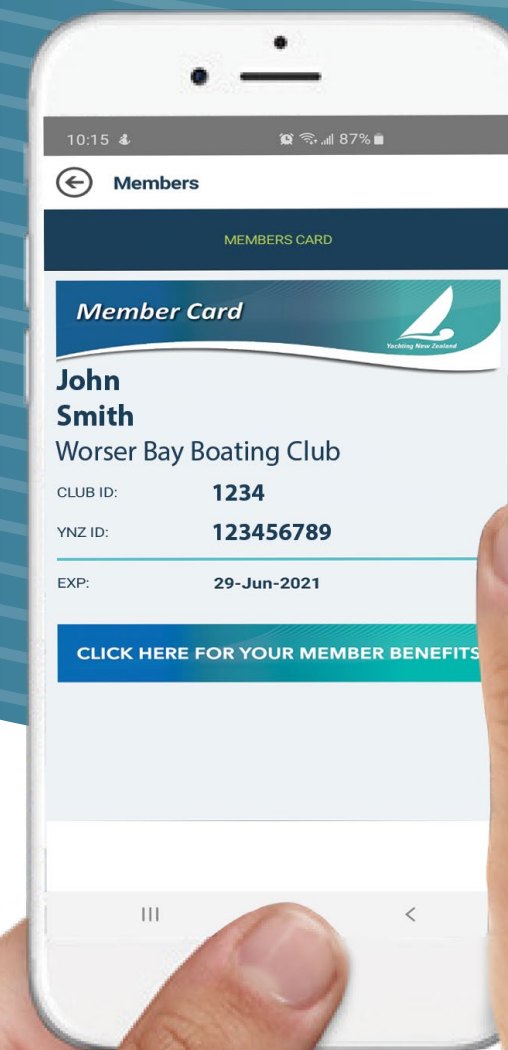 10:15
87%
Members
MEMBERS CARD
Member Card
Yachting New Zealand
John
Smith
Worser Bay Boating Club
CLUB ID: 1234
YNZ ID: 123456789
EXP: 29-Jun-2021
CLICK HERE FOR YOUR MEMBER BENEFITS